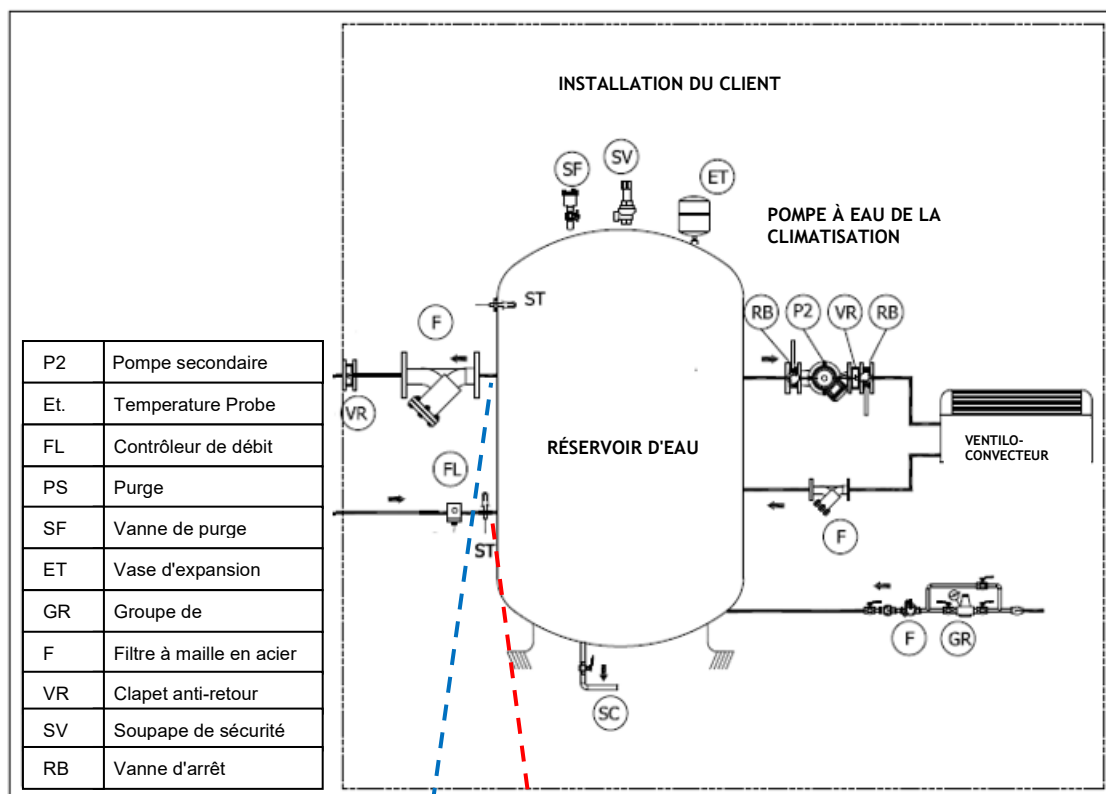 INSTALLATION DU CLIENT
SF
SV
ET
POMPE À EAU DE LA
CLIMATISATION
ST
F
RB
P2
VR
RB
VR
RÉSERVOIR D'EAU
VENTILO-
CONVECTEUR
FL
ST
F
F
GR
SC
P2 Pompe secondaire
Et. Temperature Probe
FL Contrôleur de débit
PS Purge
SF Vanne de purge
ET Vase d'expansion
GR Groupe de
F Filtre à maille en acier
VR Clapet anti-retour
SV Soupape de sécurité
RB Vanne d'arrêt